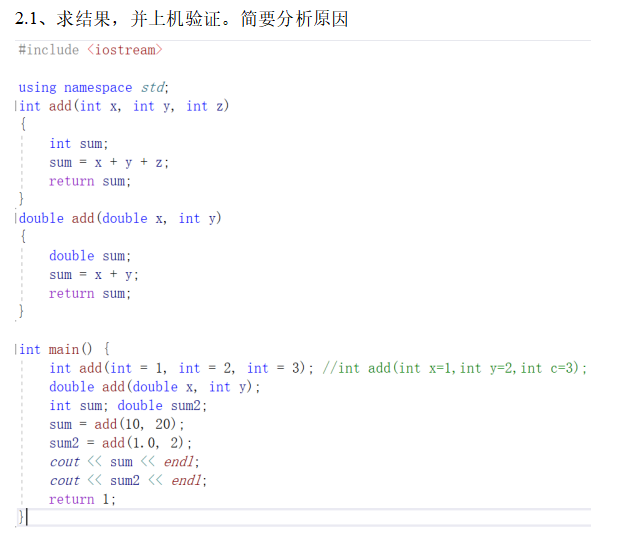 2.1、求结果，并上机验证。简要分析原因
#include <iostream>
using namespace std;
int add(int x, int y, int z)
{
int sum;
sum = x + y + z;
return sum;
}
double add(double x, int y)
{
double sum;
sum = x + y;
return sum;
}
int main() {
int add(int = 1, int = 2, int = 3); //int add(int x=1,int y=2,int c=3);
double add(double x, int y);
int sum; double sum2;
sum = add(10, 20);
sum2 = add(1.0, 2);
cout << sum << endl;
cout << sum2 << endl;
return 1;
}